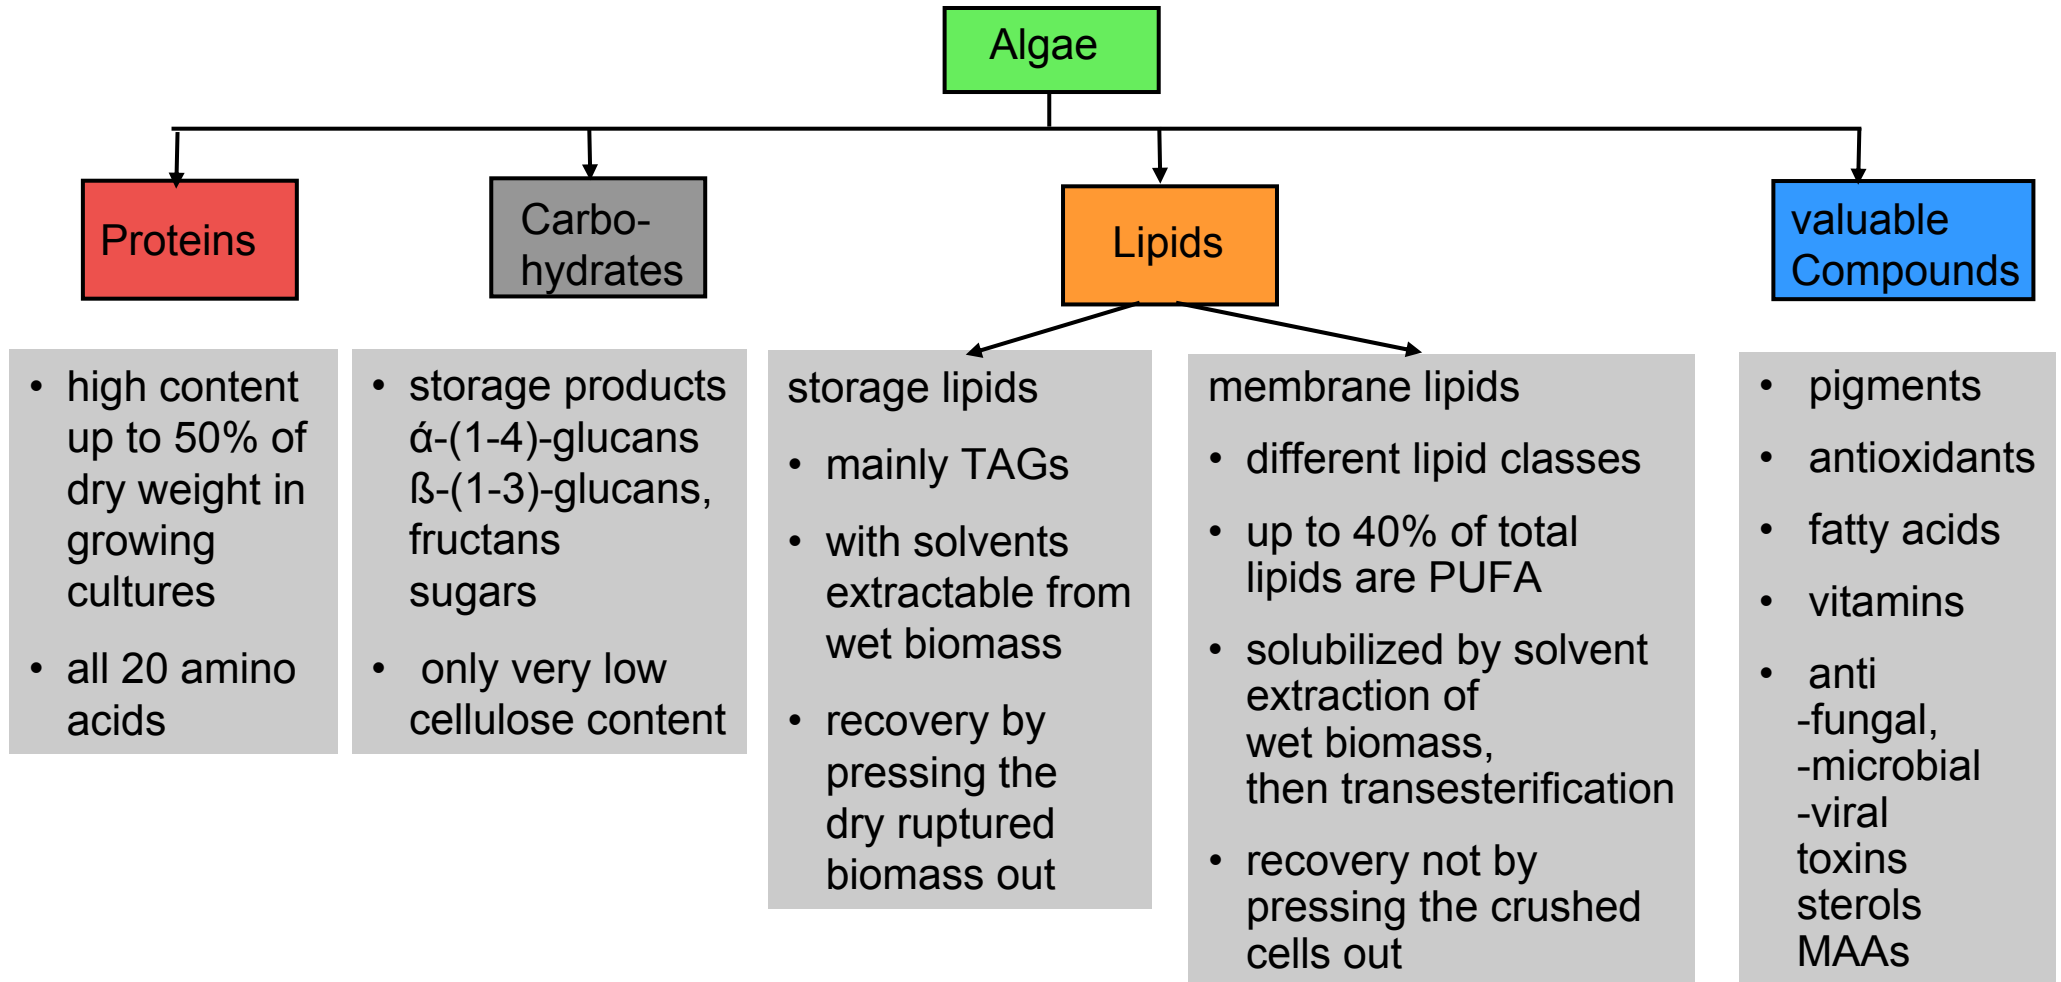 Algae
Proteins
Carbo-
hydrates
Lipids
valuable
Compounds
• high content
up to 50% of
dry weight in
growing
cultures
• all 20 amino
acids
• storage products
ά-(1-4)-glucans
ß-(1-3)-glucans,
fructans
sugars
• only very low
cellulose content
storage lipids
• mainly TAGs
• with solvents
extractable from
wet biomass
• recovery by
pressing the
dry ruptured
biomass out
membrane lipids
• different lipid classes
• up to 40% of total
lipids are PUFA
• solubilized by solvent
extraction of
wet biomass,
then transesterification
• recovery not by
pressing the crushed
cells out
• pigments
• antioxidants
• fatty acids
• vitamins
• anti
-fungal,
-microbial
-viral
toxins
sterols
MAAs